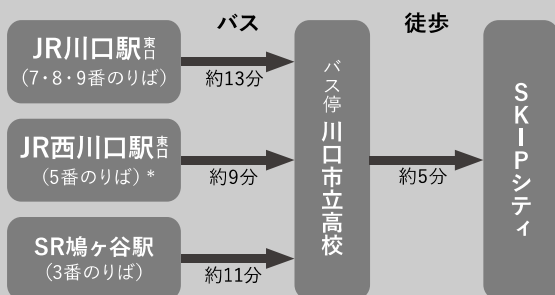 バス
徒歩
JR川口駅東口
(7・8・9番のりば)
約13分
JR西川口駅東口
(5番のりば)*
約9分
SR鳩ヶ谷駅
(3番のりば)
約11分
バス停 川口市立高校
約5分
SKIPシティ